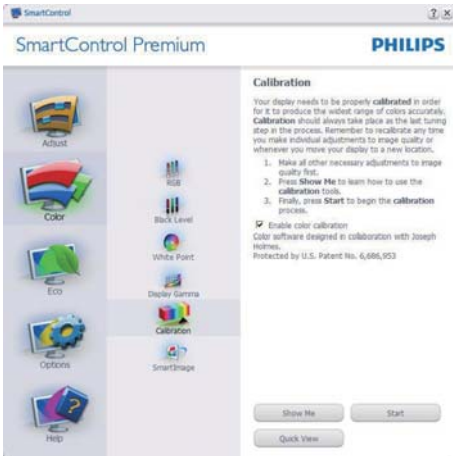 SmartControl
SmartControl Premium
PHILIPS
Adjust
Color
Eco
Options
Help
RGB
Black Level
White Point
Display Gamma
Calibration
SmartImage
Calibration
Your display needs to be properly calibrated in order
for it to produce the widest range of colors accurately.
Calibration should always take place as the last tuning
step in the process. Remember to recalibrate any time
you make individual adjustments to image quality or
whenever you move your display to a new location.
1. Make all other necessary adjustments to image
quality first.
2. Press Show Me to learn how to use the
calibration tools.
3. Finally, press Start to begin the calibration
process.
Enable color calibration
Color software designed in collaboration with Joseph
Holmes.
Protected by U.S. Patent No. 6,686,953
Show Me
Start
Quick View